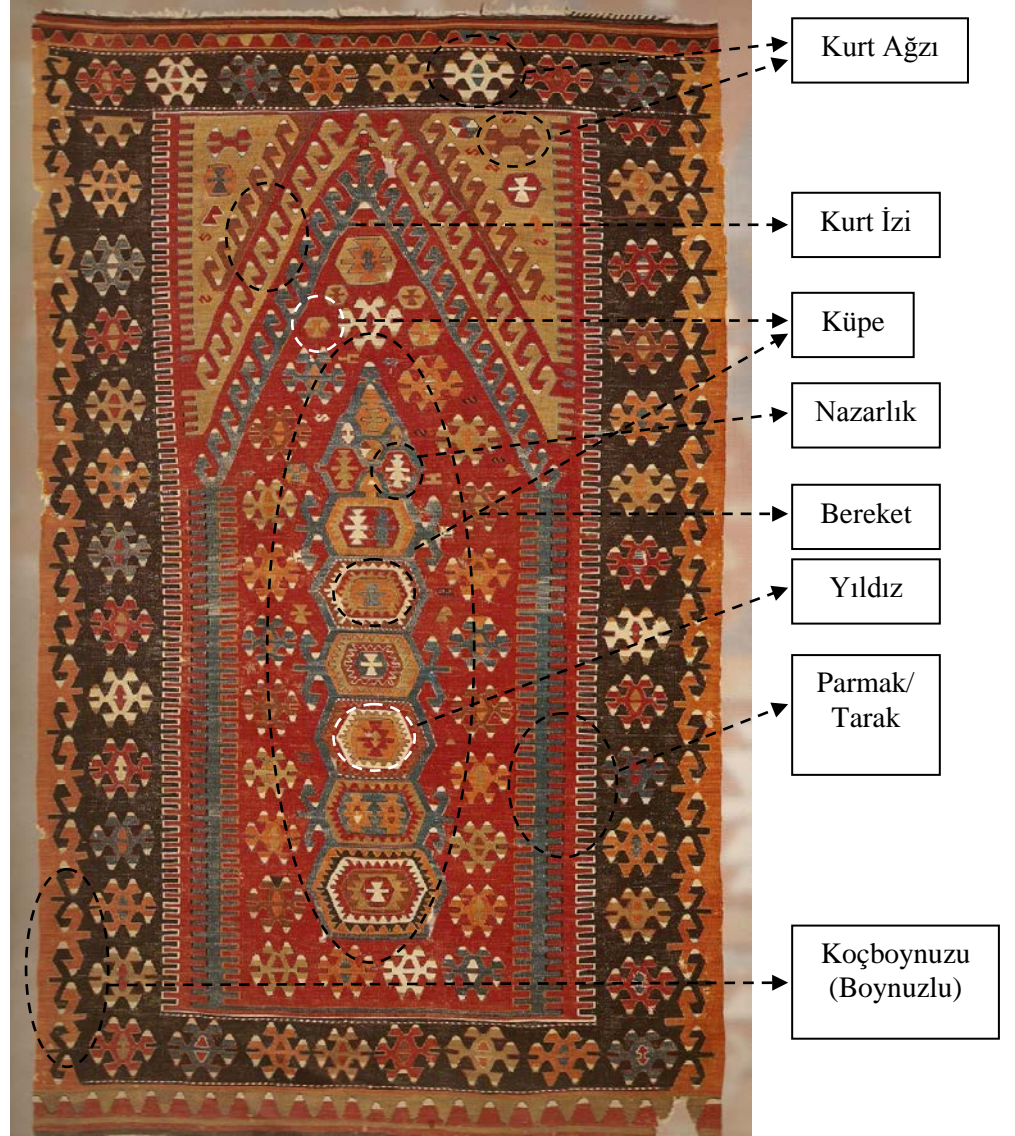 Kurt Ağzı
Kurt İzi
Küpe
Nazarlık
Bereket
Yıldız
Parmak/
Tarak
Koçboynuzu
(Boynuzlu)